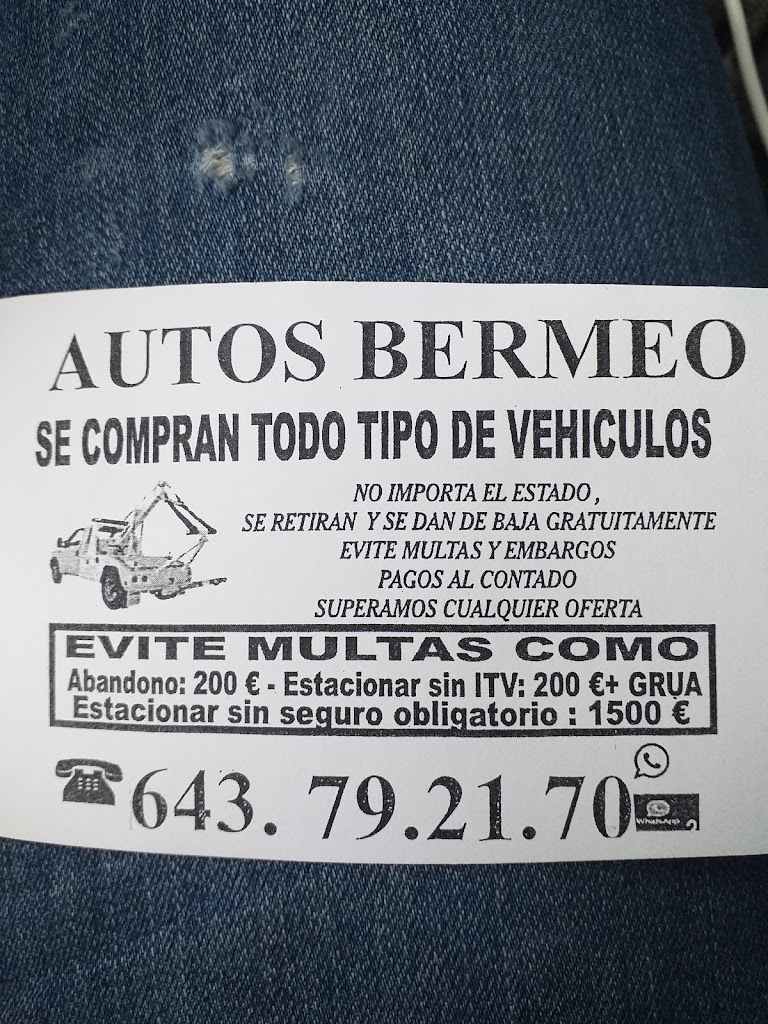 AUTOS BERMEO
SE COMPRAN TODO TIPO DE VEHICULOS
NO IMPORTA EL ESTADO ,
SE RETIRAN Y SE DAN DE BAJA GRATUITAMENTE
EVITE MULTAS Y EMBARGOS
PAGOS AL CONTADO
SUPERAMOS CUALQUIER OFERTA
EVITE MULTAS COMO
Abandono: 200 € - Estacionar sin ITV: 200 €+ GRUA
Estacionar sin seguro obligatorio : 1500 €
643. 79.21.70
WhatsApp